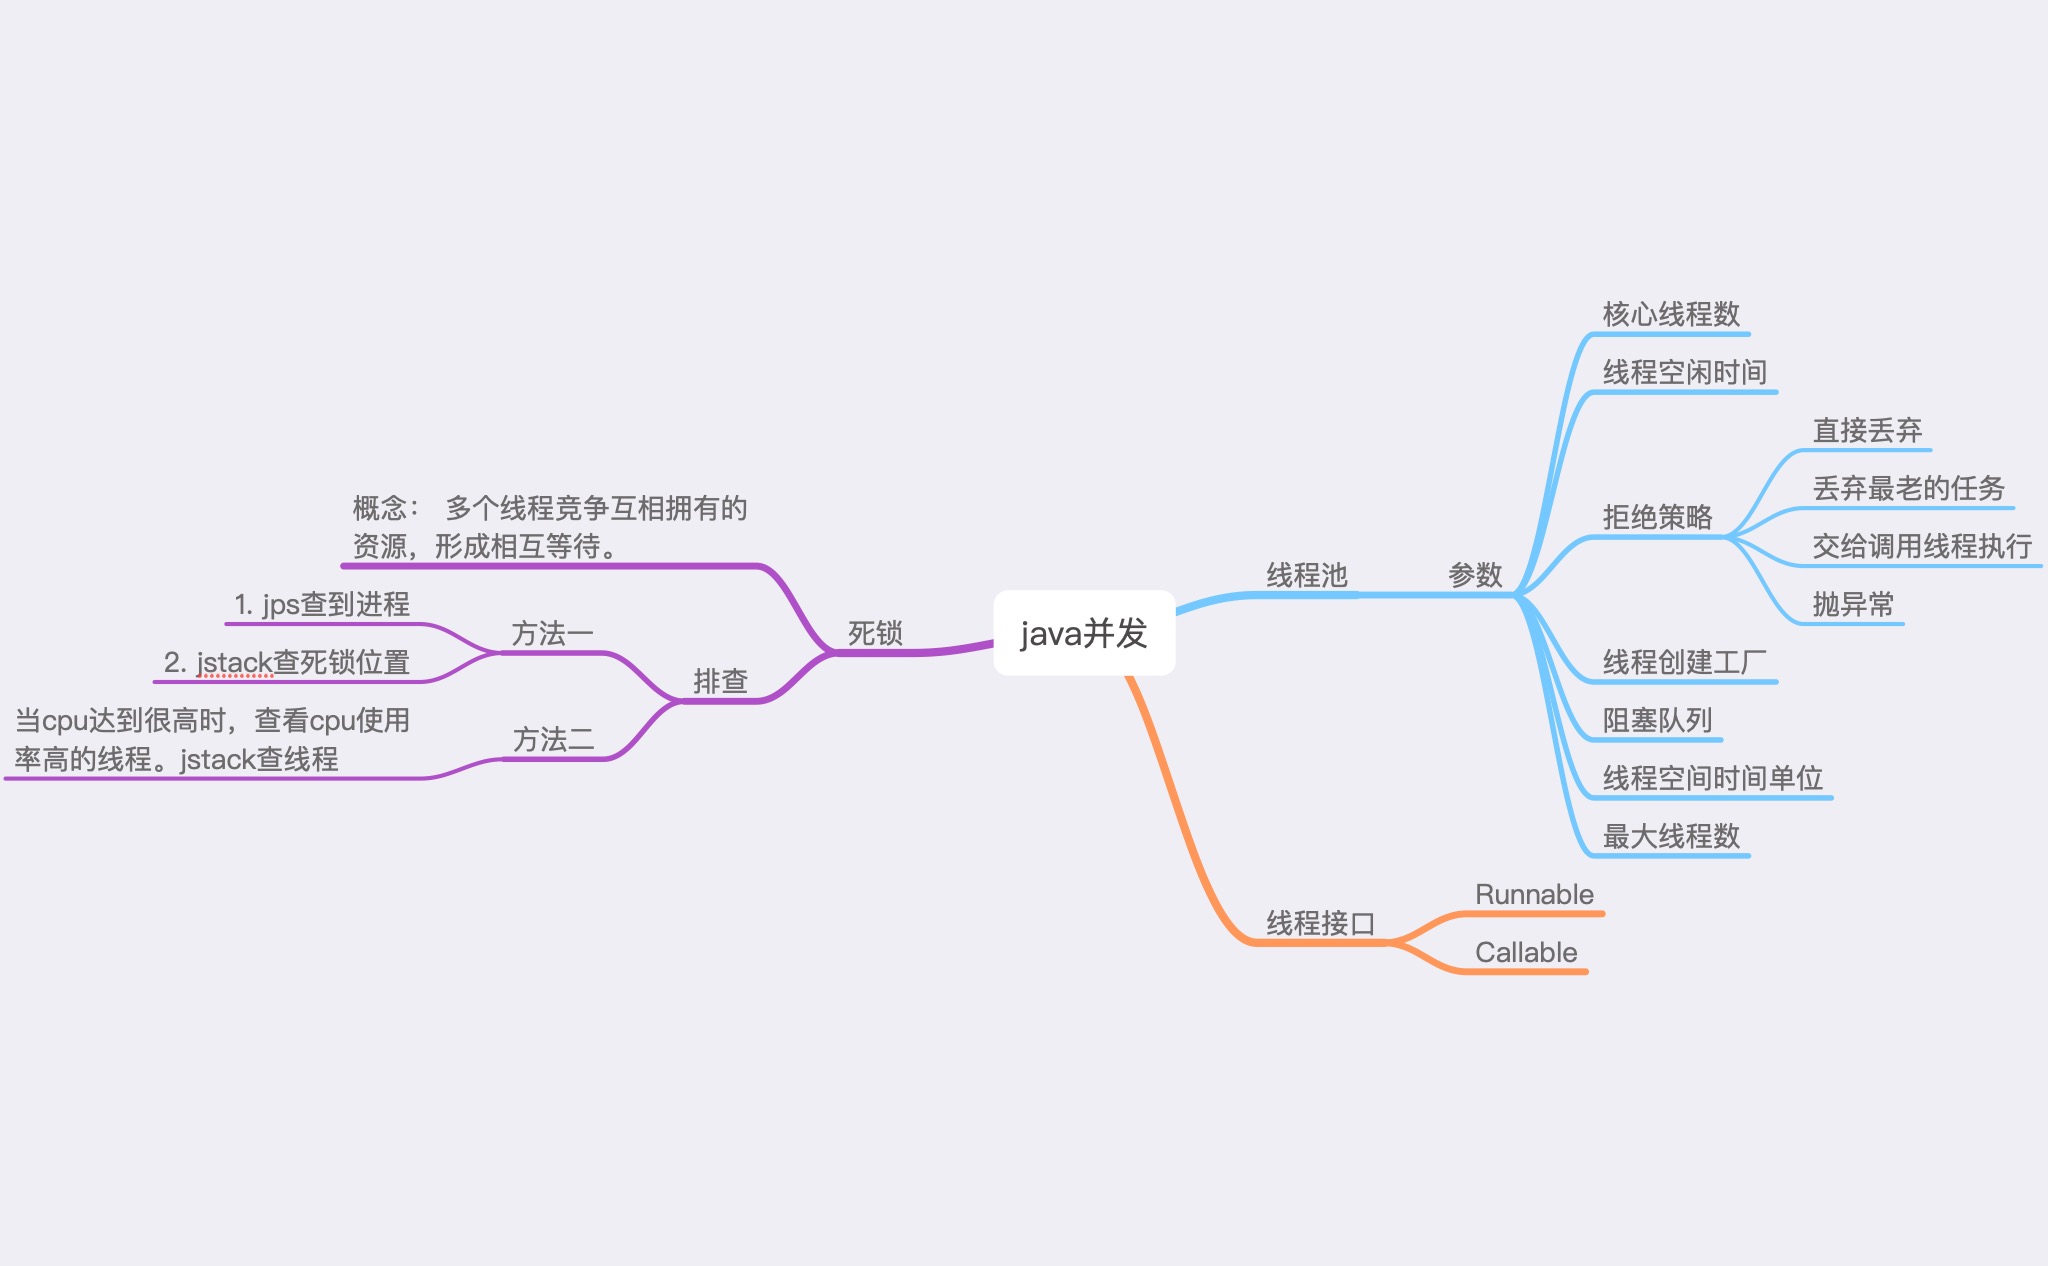 java并发
线程池
参数
核心线程数
线程空闲时间
拒绝策略
直接丢弃
丢弃最老的任务
交给调用线程执行
抛异常
线程创建工厂
阻塞队列
线程空间时间单位
最大线程数
线程接口
Runnable
Callable
死锁
概念： 多个线程竞争互相拥有的
资源，形成相互等待。
排查
方法一
1. jps查到进程
2. jstack查死锁位置
方法二
当cpu达到很高时，查看cpu使用
率高的线程。jstack查线程